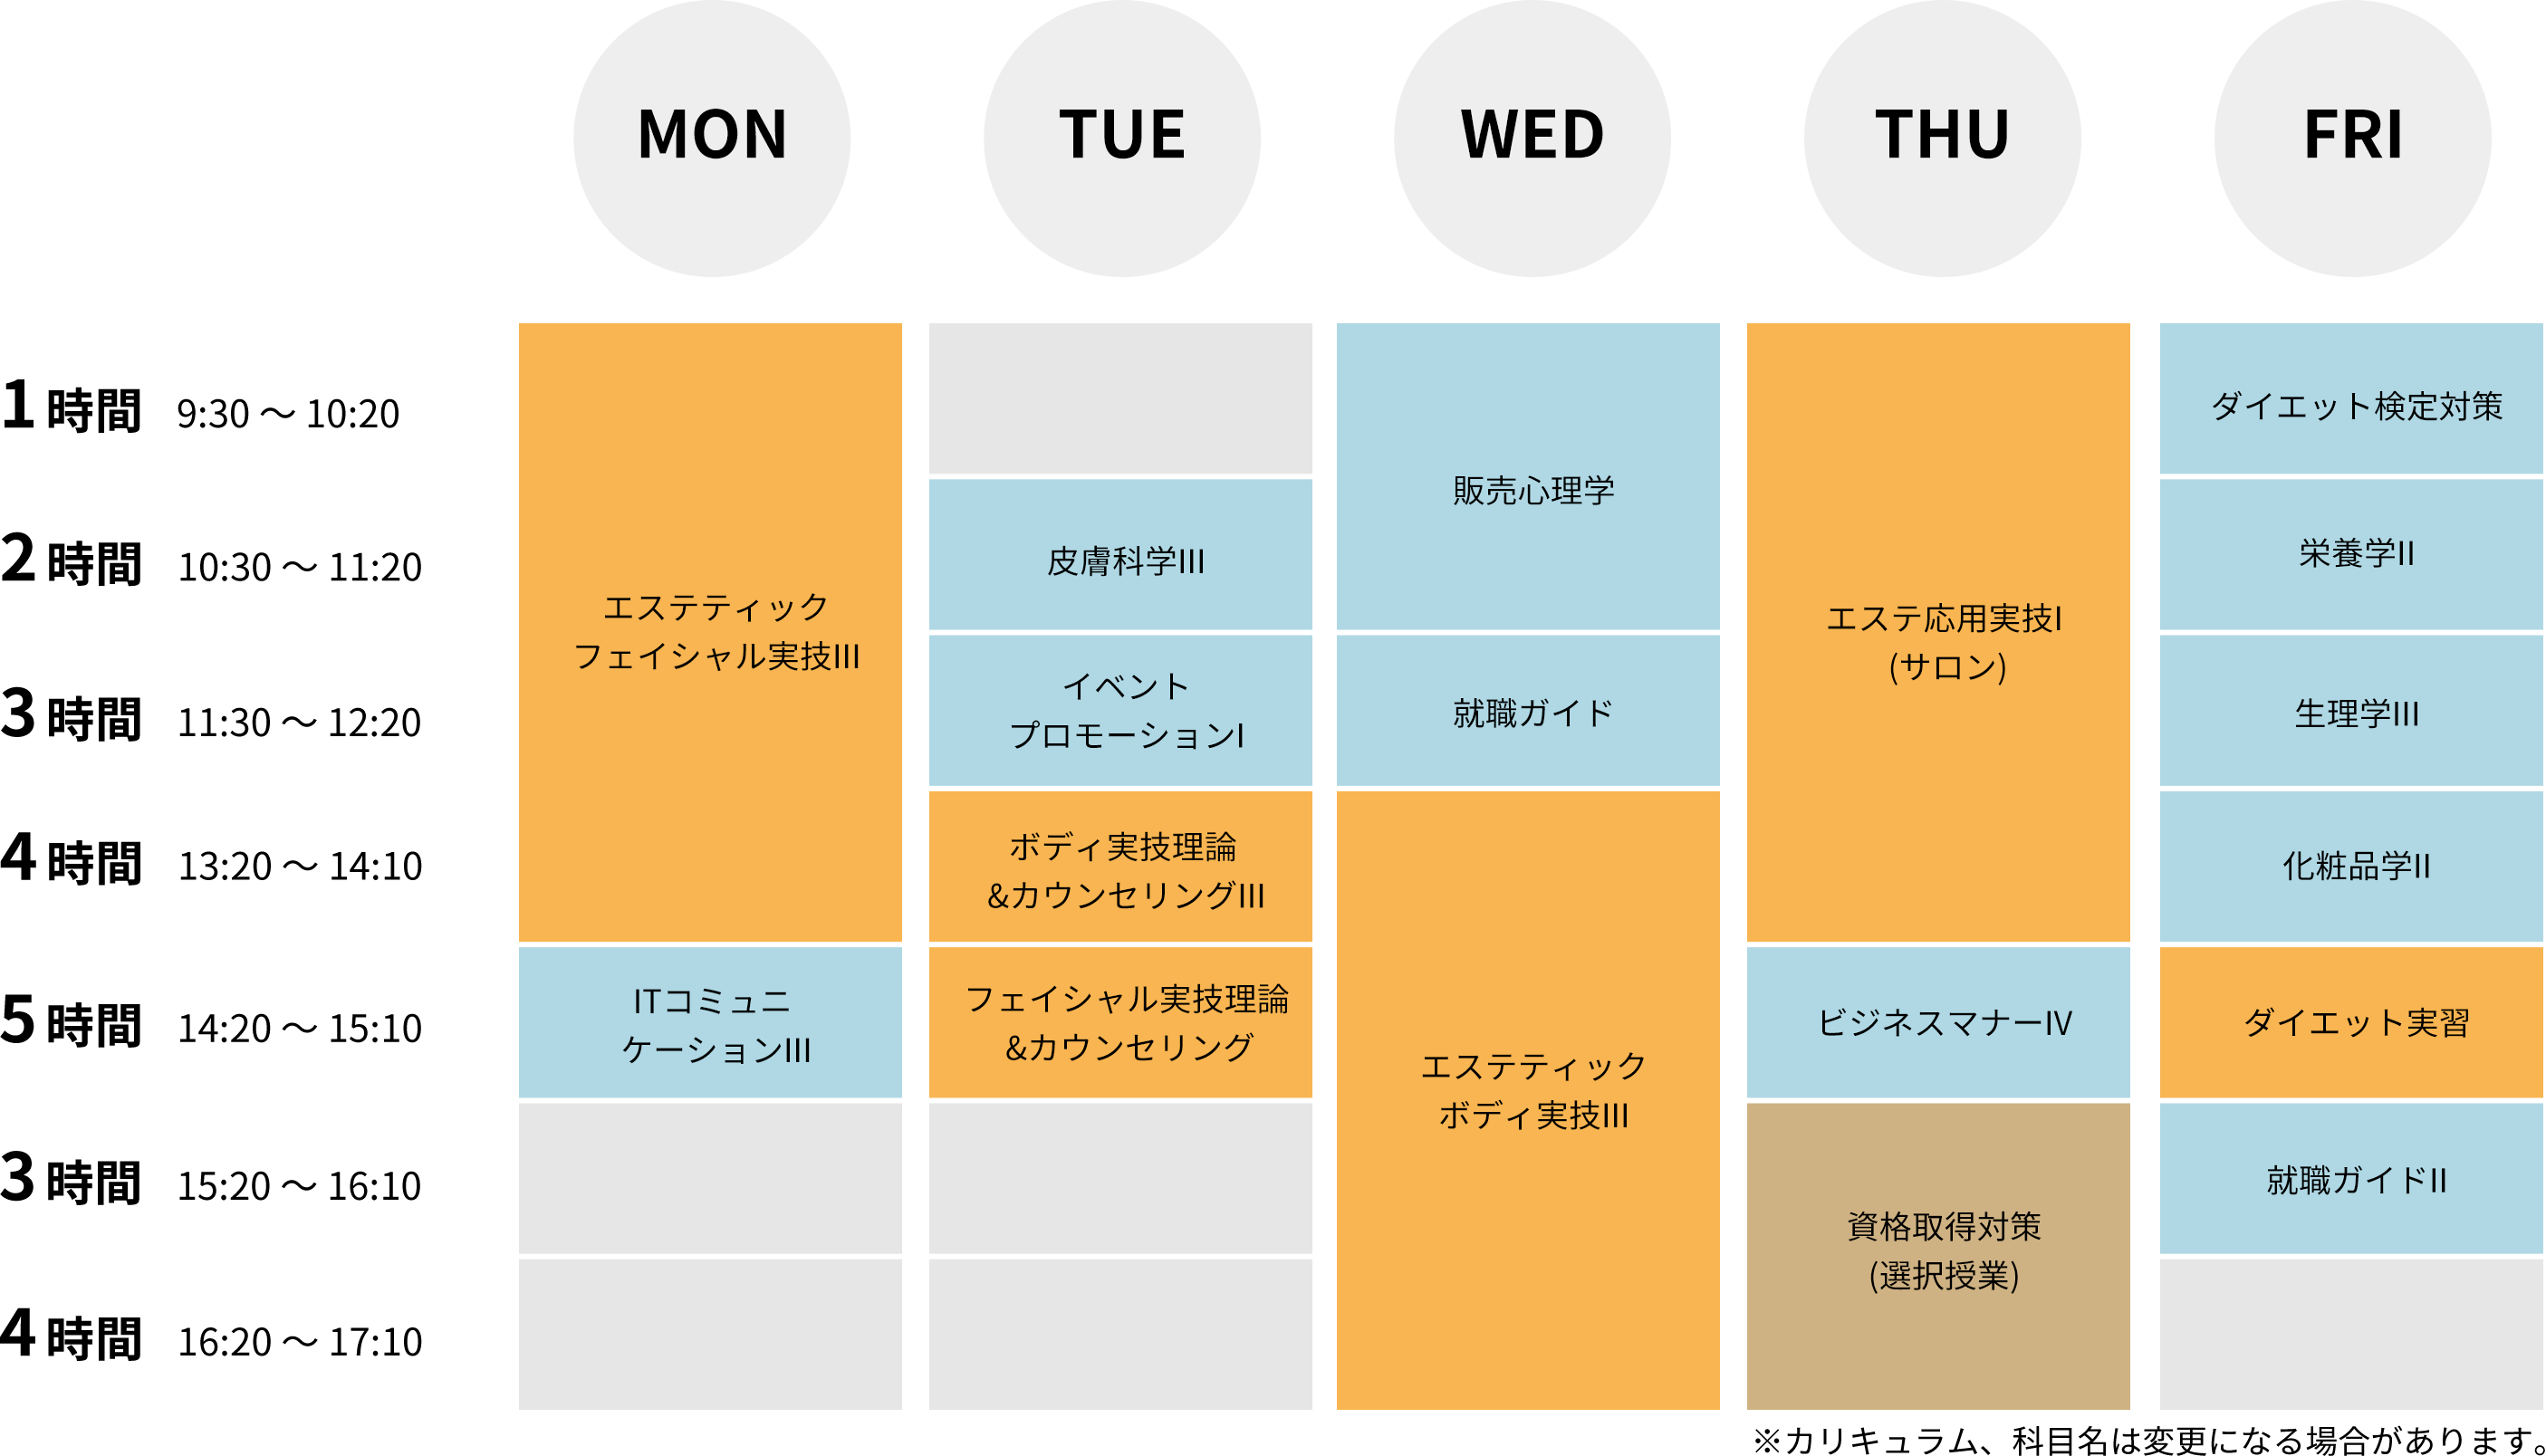 MON
TUE
WED
THU
FRI
1 時間 9:30 〜 10:20
2 時間 10:30 〜 11:20
3 時間 11:30 〜 12:20
4 時間 13:20 〜 14:10
5 時間 14:20 〜 15:10
3 時間 15:20 〜 16:10
4 時間 16:20 〜 17:10
エステティック
フェイシャル実技III
ITコミュニ
ケーションIII
皮膚科学III
イベント
プロモーションI
ボディ実技理論
&カウンセリングIII
フェイシャル実技理論
&カウンセリング
販売心理学
就職ガイド
エステティック
ボディ実技III
エステ応用実技I
(サロン)
ビジネスマナーIV
資格取得対策
(選択授業)
ダイエット検定対策
栄養学II
生理学III
化粧品学II
ダイエット実習
就職ガイドII
※カリキュラム、科目名は変更になる場合があります。